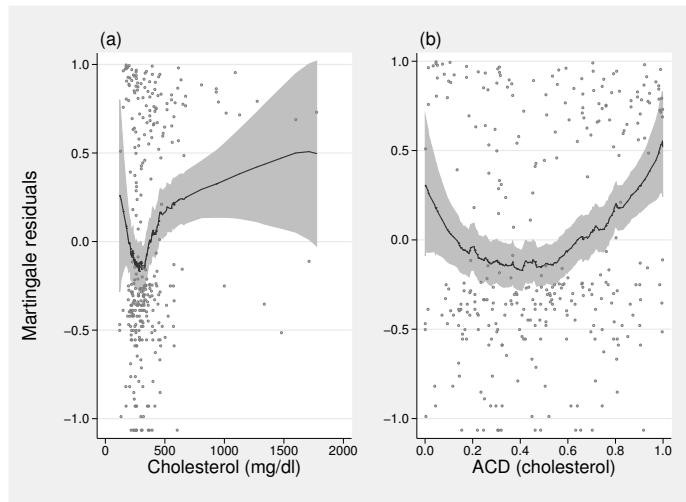 (a)
(b)
Martingale residuals
1.0
0.5
0.0
−0.5
−1.0
0 500 1000 1500 2000
Cholesterol (mg/dl)
1.0
0.5
0.0
−0.5
−1.0
0.0 0.2 0.4 0.6 0.8 1.0
ACD (cholesterol)